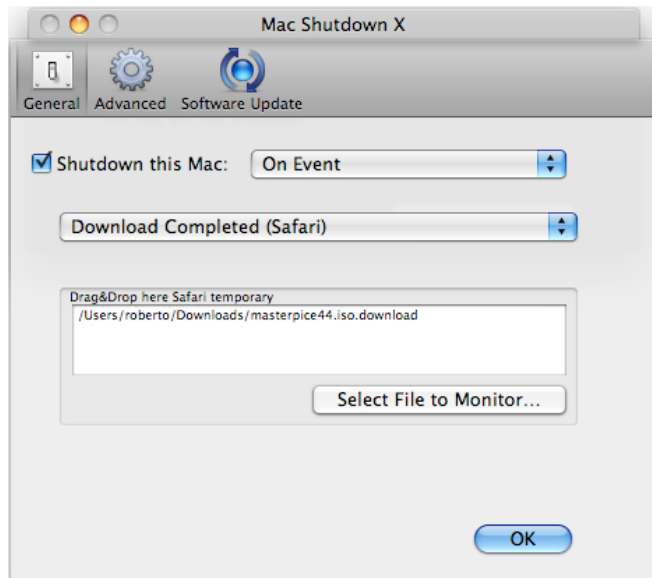 Mac Shutdown X
General Advanced Software Update
Shutdown this Mac: On Event
Download Completed (Safari)
Drag&Drop here Safari temporary
/Users/roberto/Downloads/masterpice44.iso.download
Select File to Monitor...
OK